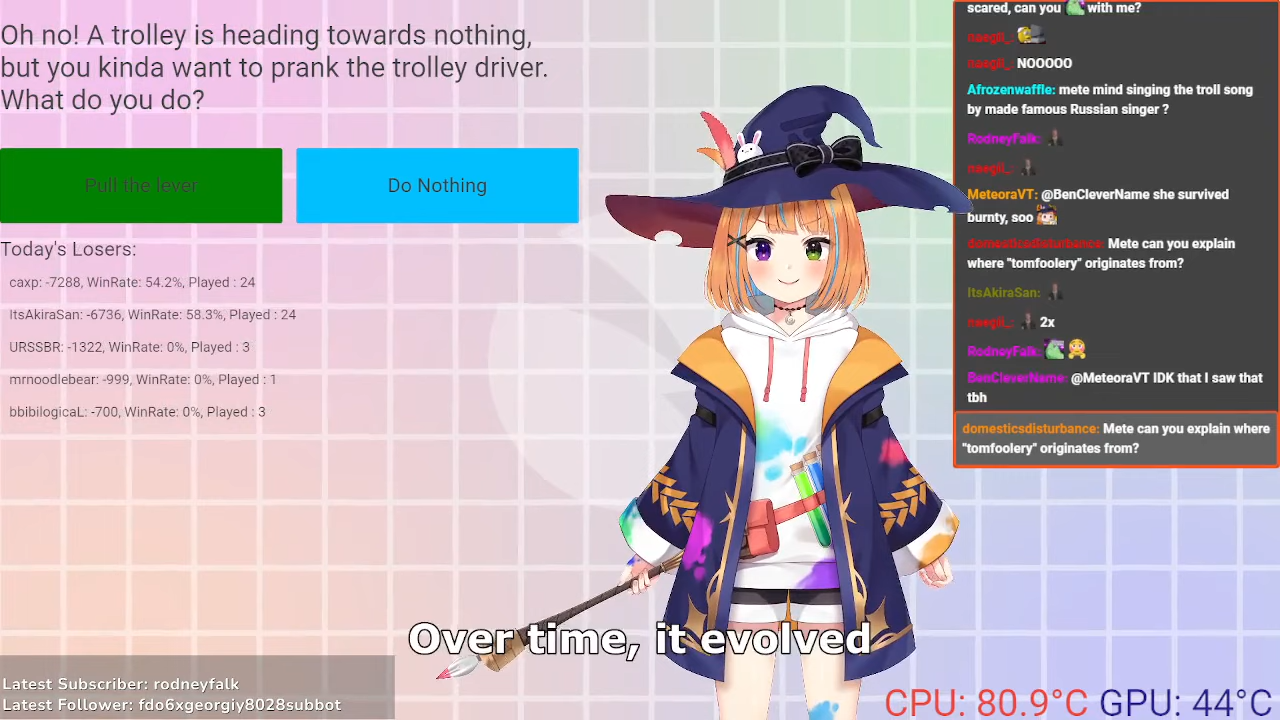 Oh no! A trolley is heading towards nothing,
but you kinda want to prank the trolley driver.
What do you do?
Pull the lever
Do Nothing
Today's Losers:
caxp: -7288, WinRate: 54.2%, Played : 24
ItsAkiraSan: -6736, WinRate: 58.3%, Played : 24
URSSBR: -1322, WinRate: 0%, Played : 3
mrnoodlebear: -999, WinRate: 0%, Played : 1
bbibilogicaL: -700, WinRate: 0%, Played : 3
scared, can you with me?
naegii_:
naegii_: NOOOOO
Afrozenwaffle: mete mind singing the troll song
by made famous Russian singer ?
RodneyFalk:
naegii_:
MeteoraVT: @BenCleverName she survived
burnty, soo
domesticsdisturbance: Mete can you explain
where "tomfoolery" originates from?
ItsAkiraSan:
naegii_: 2x
RodneyFalk:
BenCleverName: @MeteoraVT IDK that I saw that
tbh
domesticsdisturbance: Mete can you explain where
"tomfoolery" originates from?
Over time, it evolved
Latest Subscriber: rodneyfalk
Latest Follower: fdo6xgeorgiy8028subbot
CPU: 80.9°C GPU: 44°C